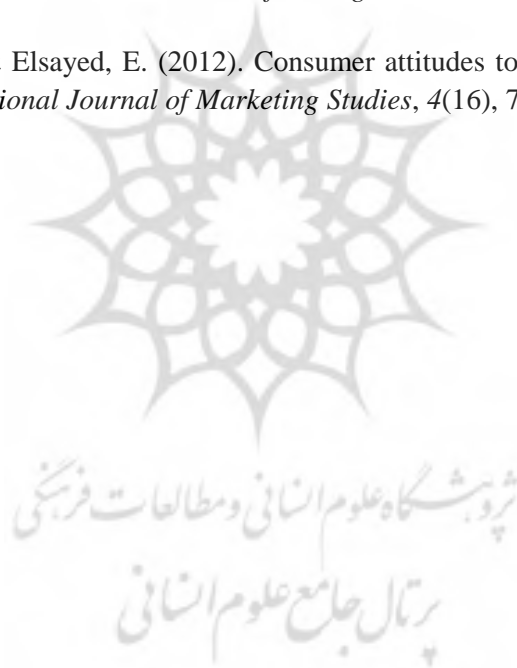 . Elsayed, E. (2012). Consumer attitudes to
ional Journal of Marketing Studies, 4(16), 7
پژوهشگاه علوم انسانی و مطالعات فرهنگی
پرتال جامع علوم انسانی